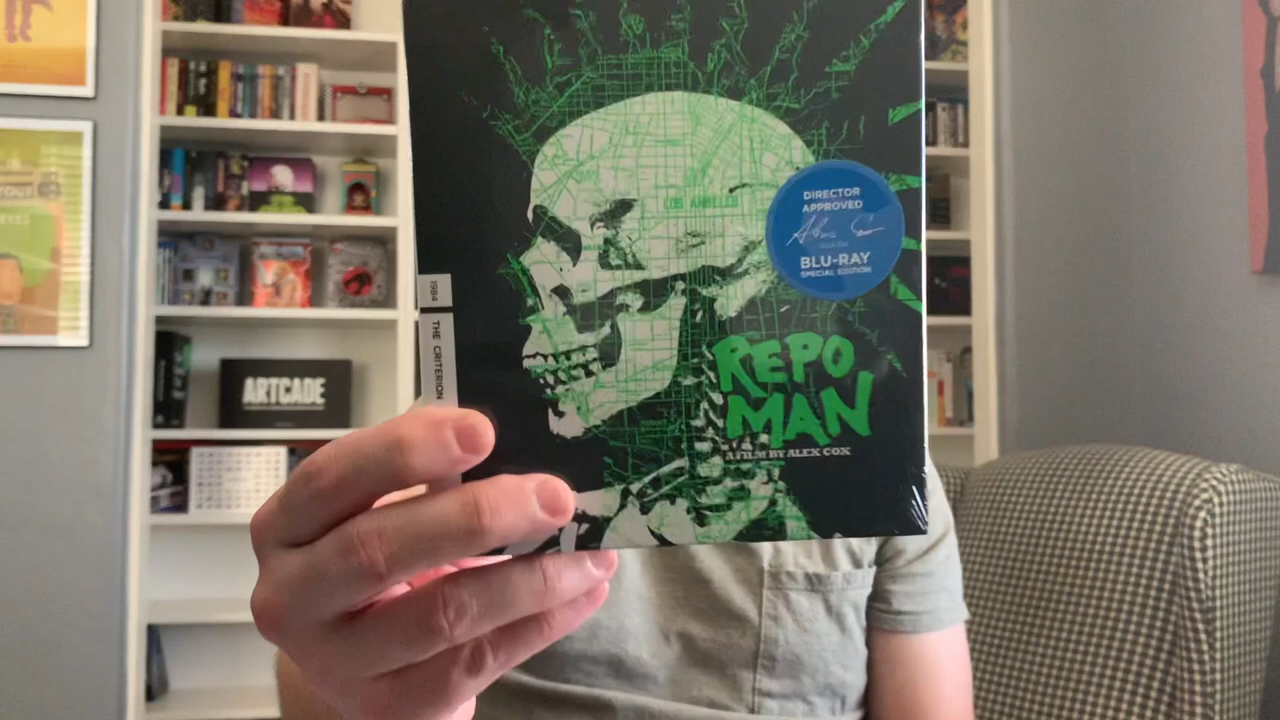 LOS ANGELES
DIRECTOR
APPROVED
BLU-RAY
SPECIAL EDITION
1984
THE CRITERION
REPO
MAN
A FILM BY ALEX COX
ARTCADE